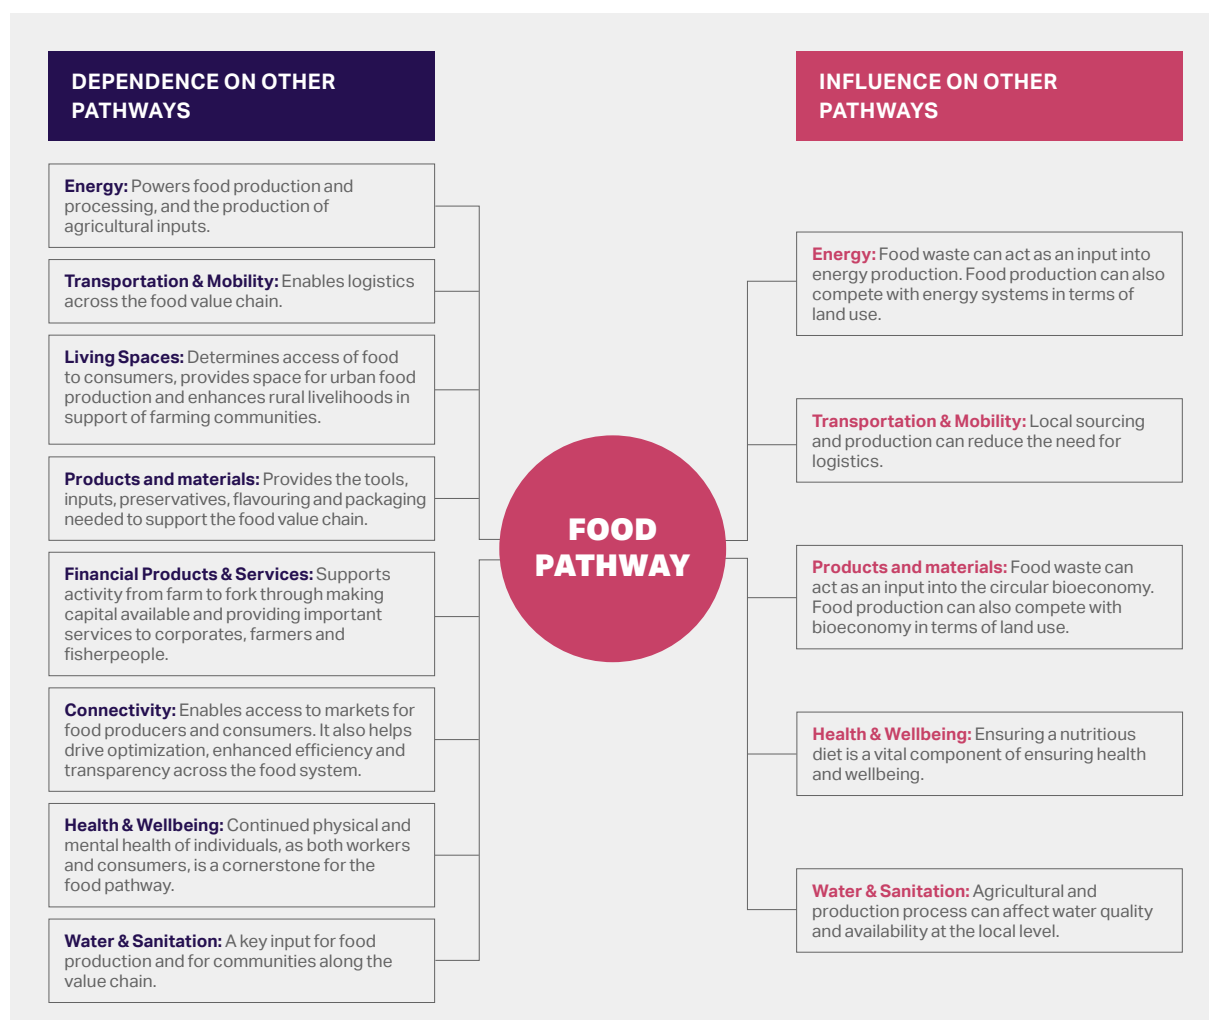 DEPENDENCE ON OTHER
PATHWAYS
Energy: Powers food production and
processing, and the production of
agricultural inputs.
Transportation & Mobility: Enables logistics
across the food value chain.
Living Spaces: Determines access of food
to consumers, provides space for urban food
production and enhances rural livelihoods in
support of farming communities.
Products and materials: Provides the tools,
inputs, preservatives, flavouring and packaging
needed to support the food value chain.
Financial Products & Services: Supports
activity from farm to fork through making
capital available and providing important
services to corporates, farmers and
fisherpeople.
Connectivity: Enables access to markets for
food producers and consumers. It also helps
drive optimization, enhanced efficiency and
transparency across the food system.
Health & Wellbeing: Continued physical and
mental health of individuals, as both workers
and consumers, is a cornerstone for the
food pathway.
Water & Sanitation: A key input for food
production and for communities along the
value chain.
FOOD
PATHWAY
INFLUENCE ON OTHER
PATHWAYS
Energy: Food waste can act as an input into
energy production. Food production can also
compete with energy systems in terms of
land use.
Transportation & Mobility: Local sourcing
and production can reduce the need for
logistics.
Products and materials: Food waste can
act as an input into the circular bioeconomy.
Food production can also compete with
bioeconomy in terms of land use.
Health & Wellbeing: Ensuring a nutritious
diet is a vital component of ensuring health
and wellbeing.
Water & Sanitation: Agricultural and
production process can affect water quality
and availability at the local level.